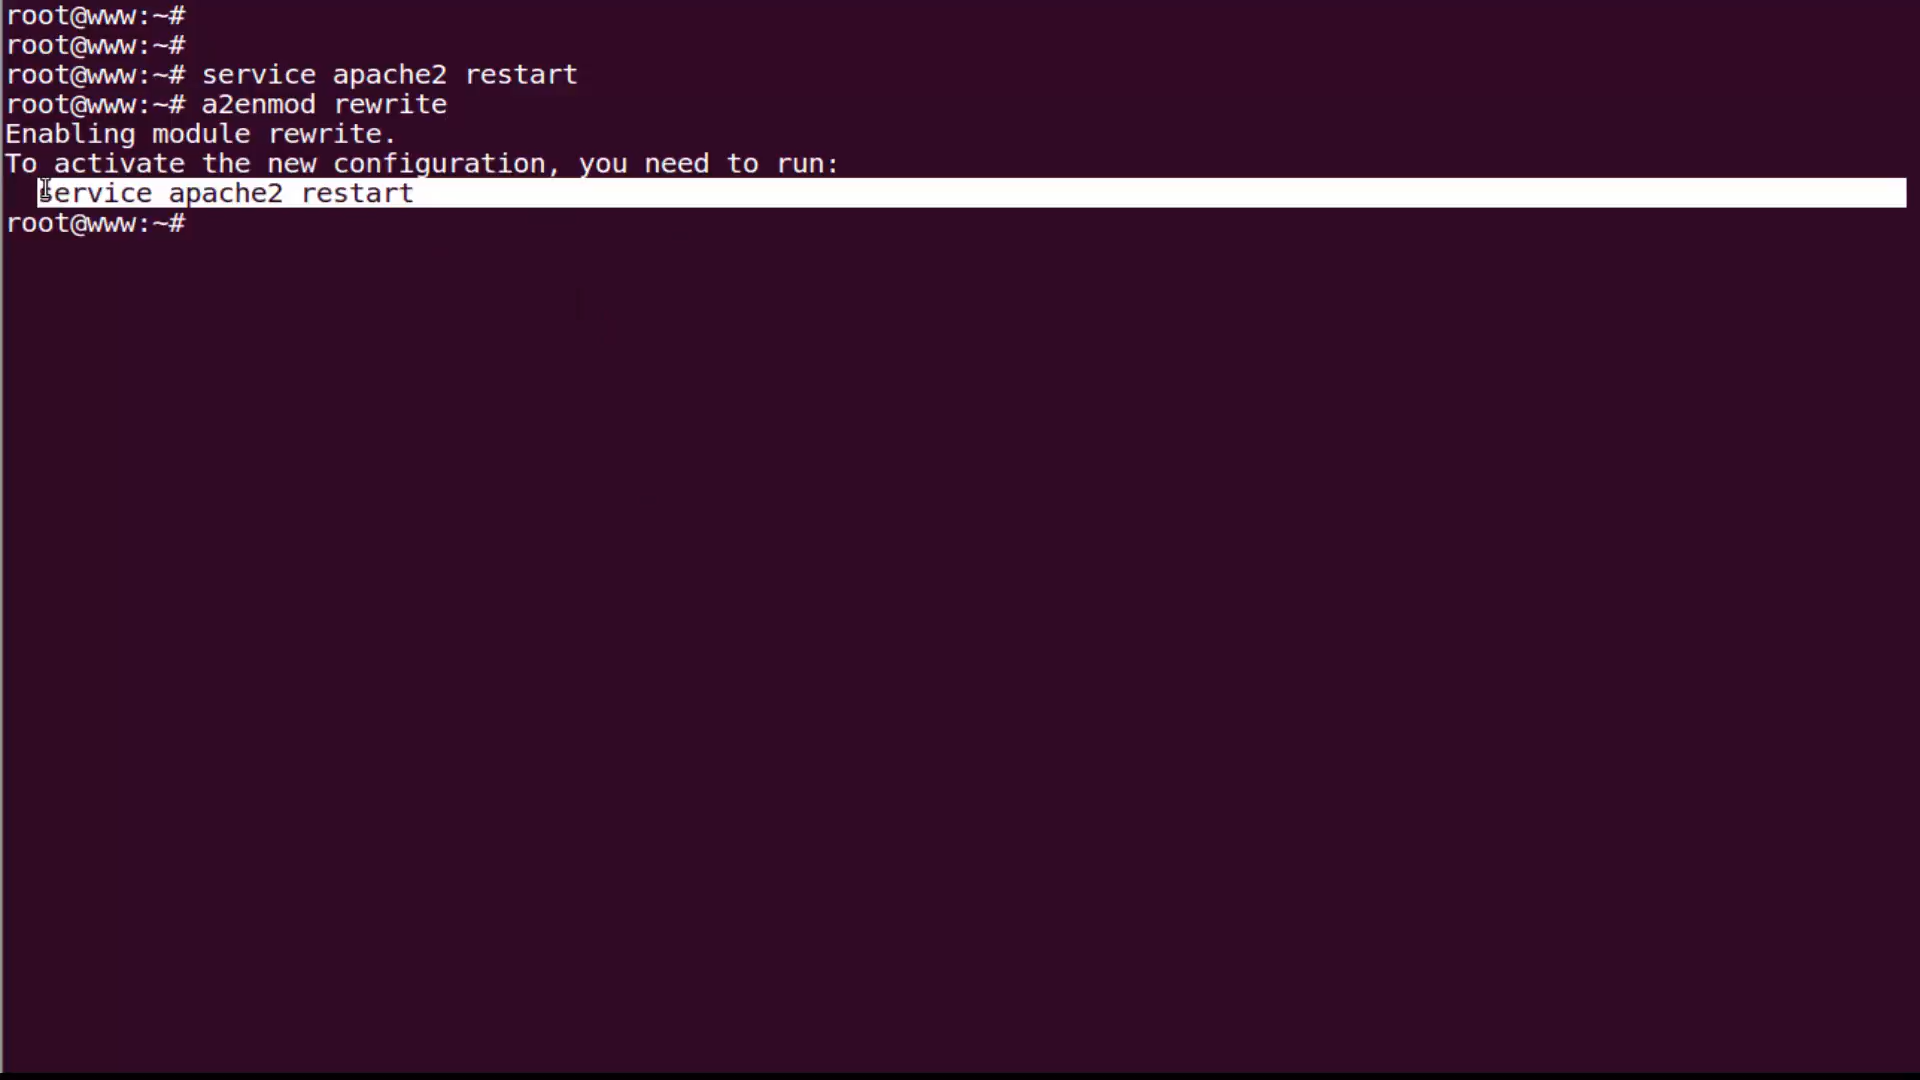 root@www:~#
root@www:~#
root@www:~# service apache2 restart
root@www:~# a2enmod rewrite
Enabling module rewrite.
To activate the new configuration, you need to run:
  service apache2 restart
root@www:~#